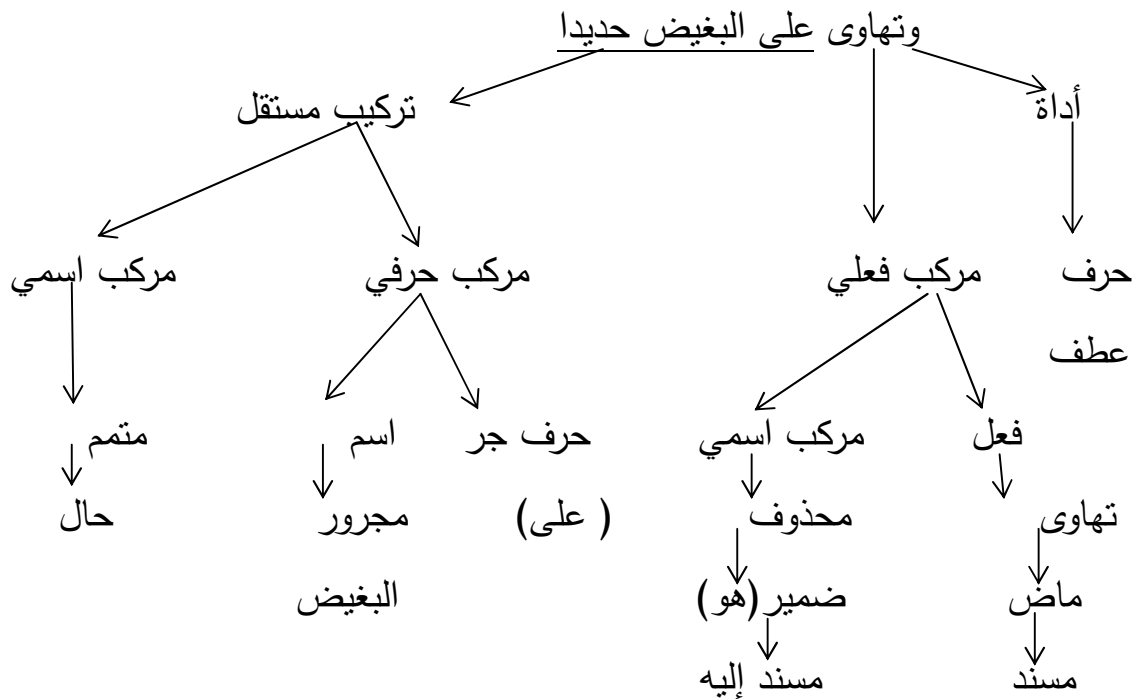 وتهاوى على البغيض حديدا
أداة تركيب مستقل
حرف مركب فعلي مركب حرفي مركب اسمي
عطف
فعل مركب اسمي حرف جر اسم متمم
تهاوى محذوف ( على) مجرور حال
ماض ضمير(هو) البغيض
مسند مسند إليه